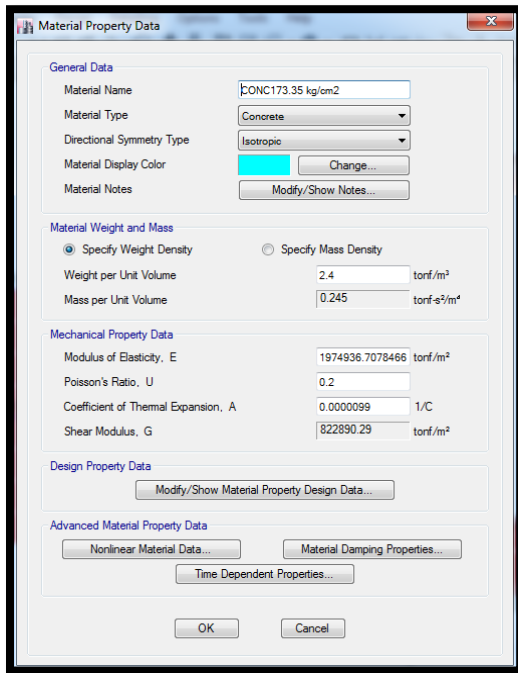 Material Property Data
General Data
Material Name CONC173.35 kg/cm2
Material Type Concrete
Directional Symmetry Type Isotropic
Material Display Color Change...
Material Notes Modify/Show Notes...
Material Weight and Mass
Specify Weight Density Specify Mass Density
Weight per Unit Volume 2.4 tonf/m³
Mass per Unit Volume 0.245 tonf-s²/m⁴
Mechanical Property Data
Modulus of Elasticity, E 1974936.7078466 tonf/m²
Poisson's Ratio, U 0.2
Coefficient of Thermal Expansion, A 0.0000099 1/C
Shear Modulus, G 822890.29 tonf/m²
Design Property Data
Modify/Show Material Property Design Data...
Advanced Material Property Data
Nonlinear Material Data... Material Damping Properties...
Time Dependent Properties...
OK Cancel